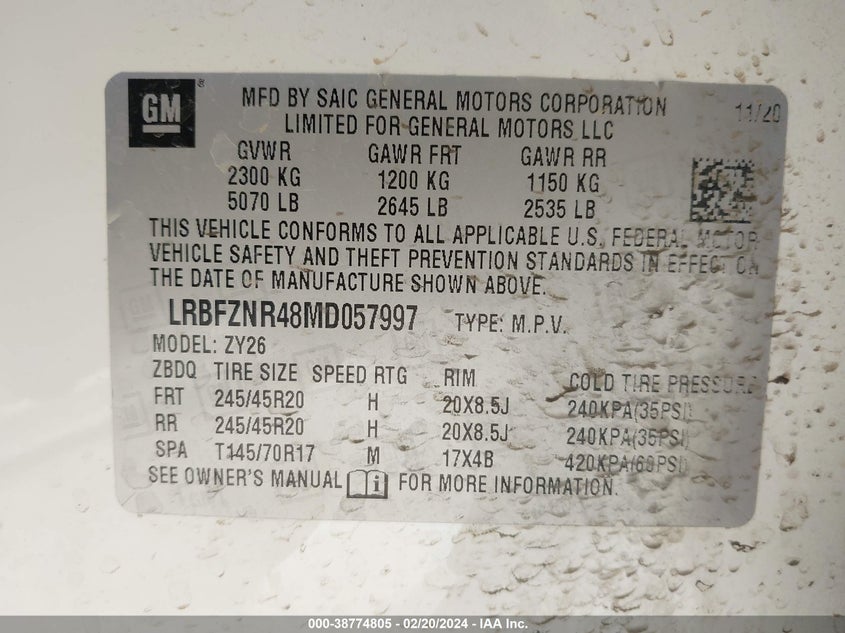 GM ®
MFD BY SAIC GENERAL MOTORS CORPORATION 11/20
LIMITED FOR GENERAL MOTORS LLC
GVWR GAWR FRT GAWR RR
2300 KG 1200 KG 1150 KG
5070 LB 2645 LB 2535 LB
THIS VEHICLE CONFORMS TO ALL APPLICABLE U.S. FEDERAL MOTOR
VEHICLE SAFETY AND THEFT PREVENTION STANDARDS IN EFFECT ON
THE DATE OF MANUFACTURE SHOWN ABOVE.
LRBFZNR48MD057997 TYPE: M.P.V.
MODEL: ZY26
ZBDQ TIRE SIZE SPEED RTG RIM COLD TIRE PRESSURE
FRT 245/45R20 H 20X8.5J 240KPA(35PSI)
RR 245/45R20 H 20X8.5J 240KPA(35PSI)
SPA T145/70R17 M 17X4B 420KPA(60PSI)
SEE OWNER'S MANUAL FOR MORE INFORMATION.
000-38774805 - 02/20/2024 - IAA Inc.